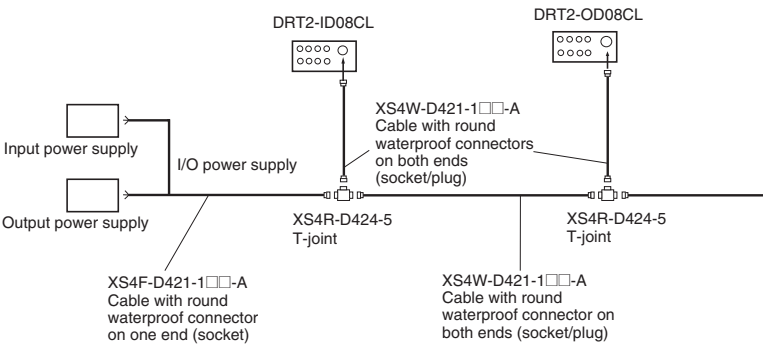 DRT2-ID08CL
DRT2-OD08CL
XS4W-D421-1□□-A
Cable with round
waterproof connectors
on both ends
(socket/plug)
Input power supply
I/O power supply
Output power supply
XS4R-D424-5
T-joint
XS4R-D424-5
T-joint
XS4F-D421-1□□-A
Cable with round
waterproof connector
on one end (socket)
XS4W-D421-1□□-A
Cable with round
waterproof connector on
both ends (socket/plug)